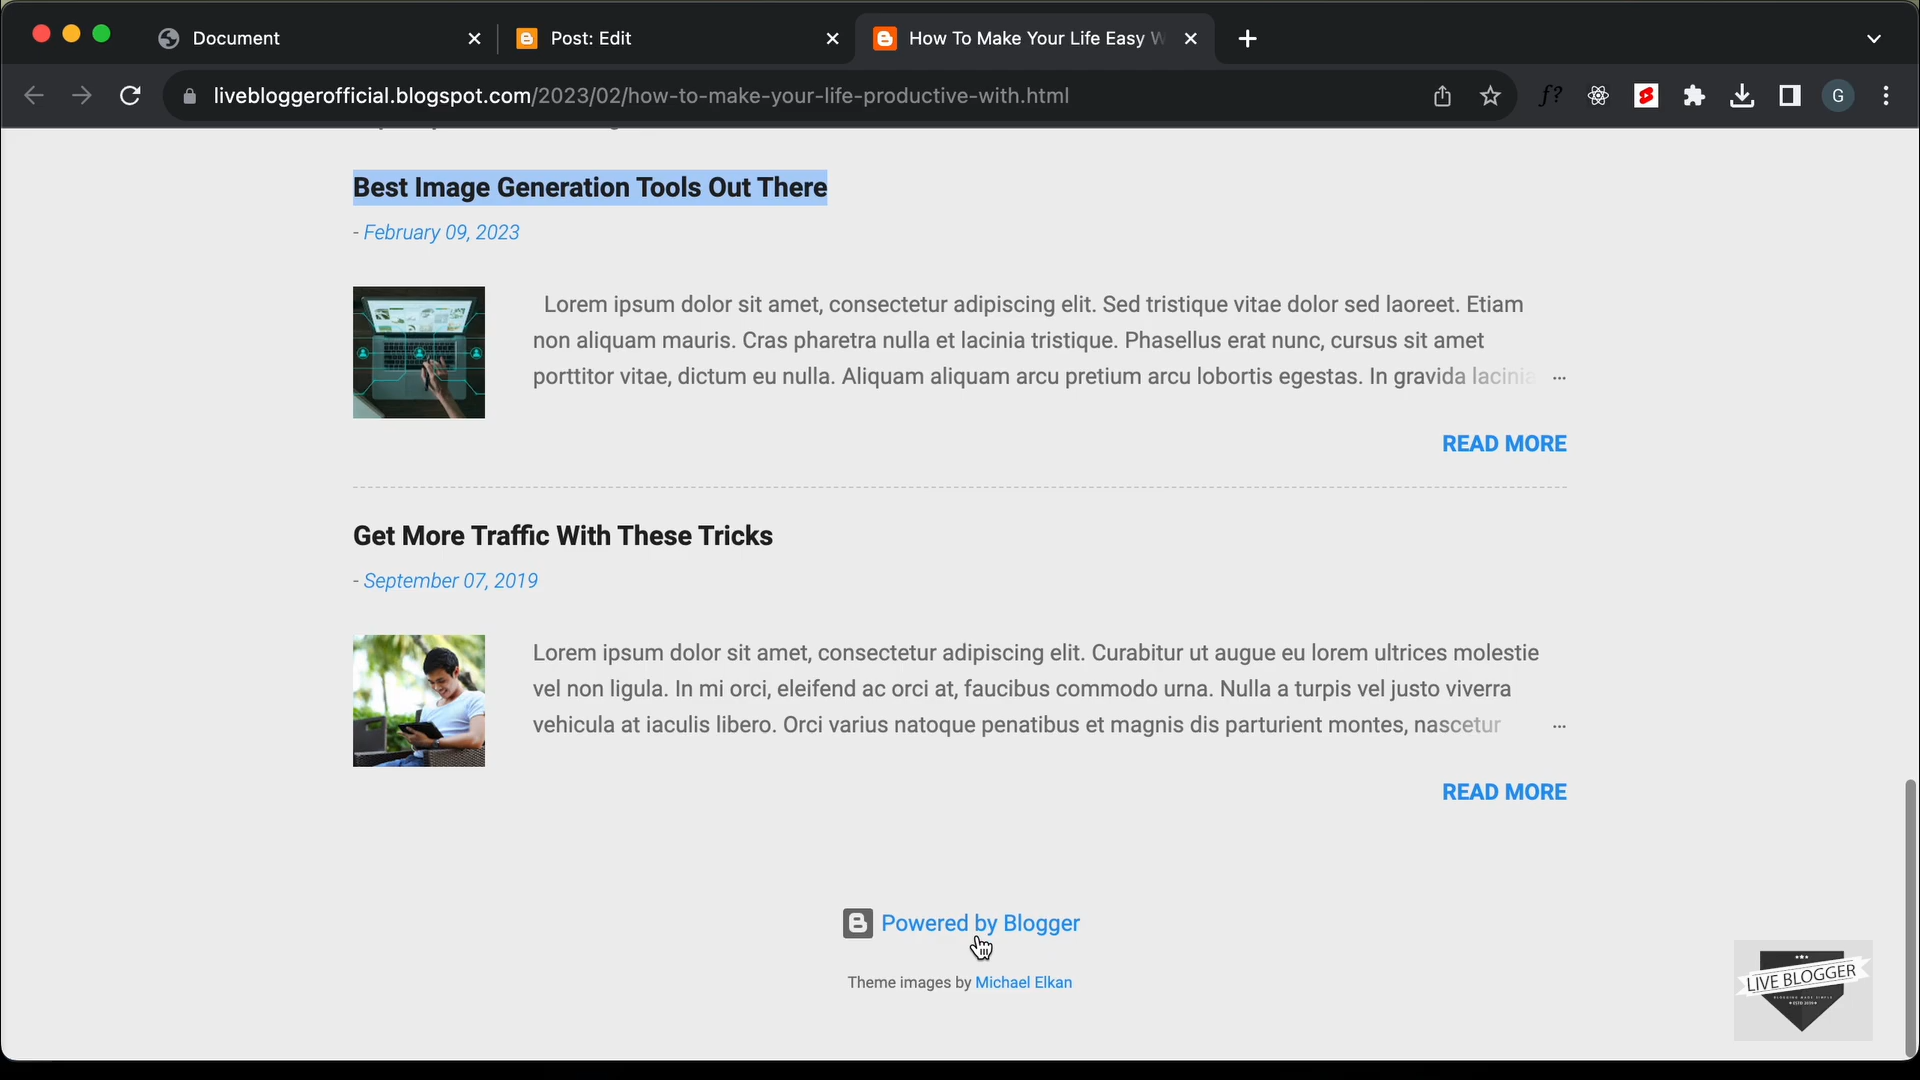 Document
Post: Edit
How To Make Your Life Easy W
livebloggerofficial.blogspot.com/2023/02/how-to-make-your-life-productive-with.html
f?
G
Best Image Generation Tools Out There
- February 09, 2023
Lorem ipsum dolor sit amet, consectetur adipiscing elit. Sed tristique vitae dolor sed laoreet. Etiam
non aliquam mauris. Cras pharetra nulla et lacinia tristique. Phasellus erat nunc, cursus sit amet
porttitor vitae, dictum eu nulla. Aliquam aliquam arcu pretium arcu lobortis egestas. In gravida lacinia ...
READ MORE
Get More Traffic With These Tricks
- September 07, 2019
Lorem ipsum dolor sit amet, consectetur adipiscing elit. Curabitur ut augue eu lorem ultrices molestie
vel non ligula. In mi orci, eleifend ac orci at, faucibus commodo urna. Nulla a turpis vel justo viverra
vehicula at iaculis libero. Orci varius natoque penatibus et magnis dis parturient montes, nascetur ...
READ MORE
Powered by Blogger
Theme images by Michael Elkan
LIVE BLOGGER
BLOGGING MADE SIMPLE